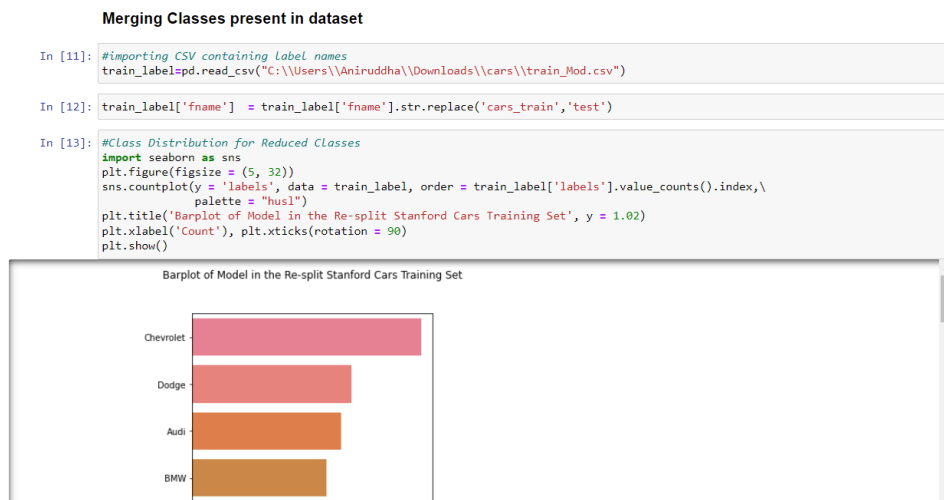 Merging Classes present in dataset
In [11]: #importing CSV containing label names
train_label=pd.read_csv("C:\\Users\\Aniruddha\\Downloads\\cars\\train_Mod.csv")
In [12]: train_label['fname']  = train_label['fname'].str.replace('cars_train','test')
In [13]: #Class Distribution for Reduced Classes
import seaborn as sns
plt.figure(figsize = (5, 32))
sns.countplot(y = 'labels', data = train_label, order = train_label['labels'].value_counts().index,\
palette = "husl")
plt.title('Barplot of Model in the Re-split Stanford Cars Training Set', y = 1.02)
plt.xlabel('Count'), plt.xticks(rotation = 90)
plt.show()
Barplot of Model in the Re-split Stanford Cars Training Set
Chevrolet
Dodge
Audi
BMW